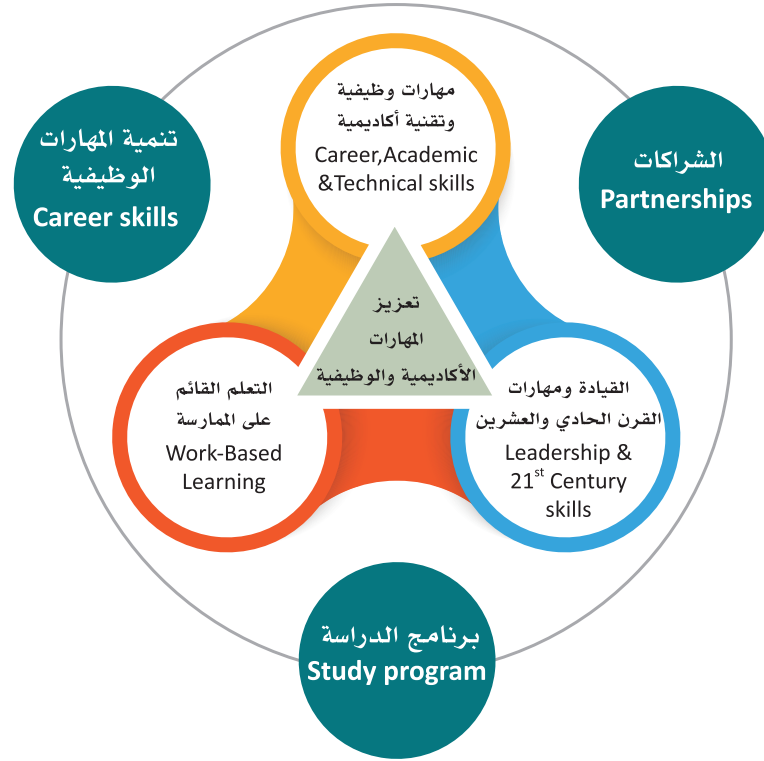 مهارات وظيفية
وتقنية أكاديمية
Career,Academic
&Technical skills
تنمية المهارات
الوظيفية
Career skills
الشراكات
Partnerships
تعزيز
المهارات
الأكاديمية والوظيفية
التعلم القائم
على الممارسة
Work-Based
Learning
القيادة ومهارات
القرن الحادي والعشرين
Leadership &
21st Century
skills
برنامج الدراسة
Study program